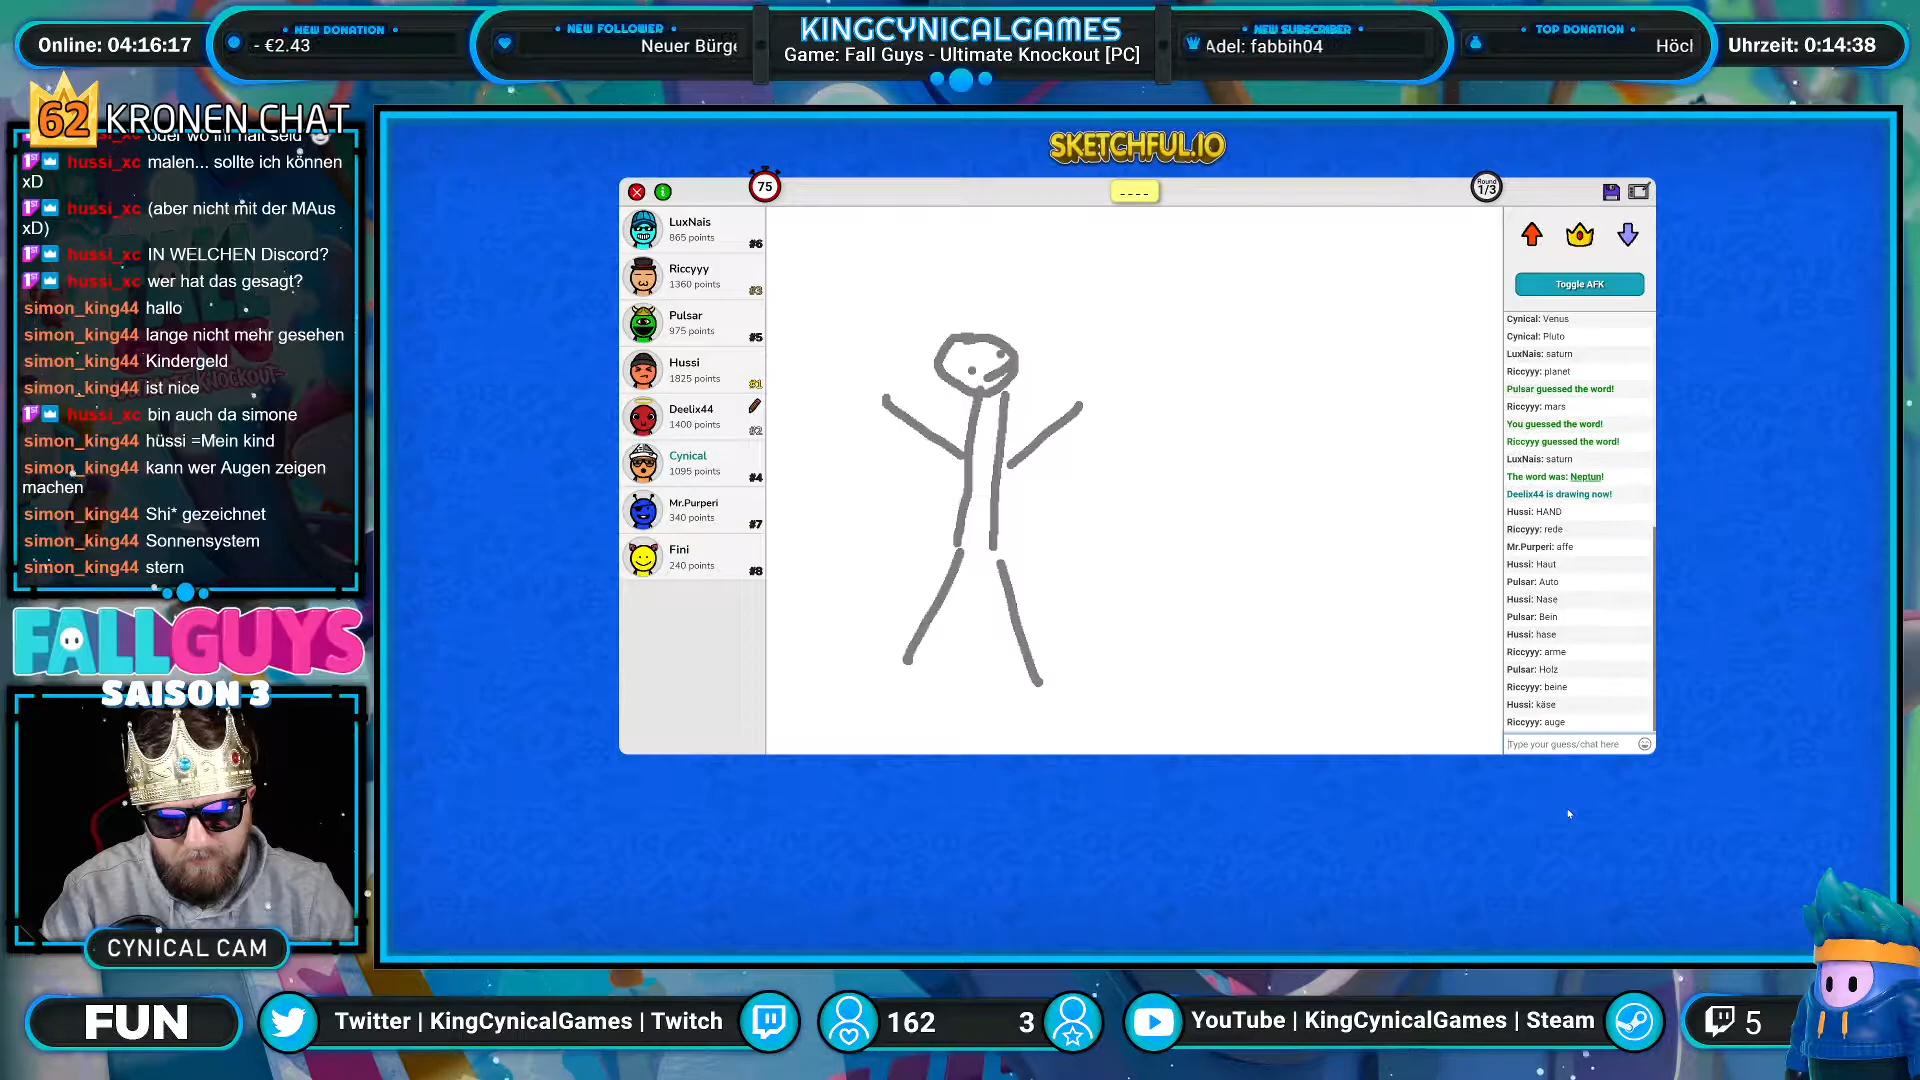 Online: 04:16:17
NEW DONATION
- €2.43
NEW FOLLOWER
Neuer Bürge
KINGCYNICALGAMES
Game: Fall Guys - Ultimate Knockout [PC]
NEW SUBSCRIBER
Adel: fabbih04
TOP DONATION
Höcl
Uhrzeit: 0:14:38
62 KRONEN CHAT
oder wo ihr halt seid
hussi_xc malen... sollte ich können
xD
hussi_xc (aber nicht mit der MAus
xD)
hussi_xc IN WELCHEN Discord?
hussi_xc wer hat das gesagt?
simon_king44 hallo
simon_king44 lange nicht mehr gesehen
simon_king44 Kindergeld
simon_king44 ist nice
hussi_xc bin auch da simone
simon_king44 hüssi =Mein kind
simon_king44 kann wer Augen zeigen
machen
simon_king44 Shi* gezeichnet
simon_king44 Sonnensystem
simon_king44 stern
FALL GUYS
SAISON 3
CYNICAL CAM
SKETCHFUL.IO
75
_ _ _ _
Round
1/3
LuxNais
865 points
#6
Riccyyy
1360 points
#3
Pulsar
975 points
#5
Hussi
1825 points
#1
Deelix44
1400 points
#2
Cynical
1095 points
#4
Mr.Purperi
340 points
#7
Fini
240 points
#8
Toggle AFK
Cynical: Venus
Cynical: Pluto
LuxNais: saturn
Riccyyy: planet
Pulsar guessed the word!
Riccyyy: mars
You guessed the word!
Riccyyy guessed the word!
LuxNais: saturn
The word was: Neptun!
Deelix44 is drawing now!
Hussi: HAND
Riccyyy: rede
Mr.Purperi: affe
Hussi: Haut
Pulsar: Auto
Hussi: Nase
Pulsar: Bein
Hussi: hase
Riccyyy: arme
Pulsar: Holz
Riccyyy: beine
Hussi: käse
Riccyyy: auge
Type your guess/chat here
FUN
Twitter | KingCynicalGames | Twitch
162
3
YouTube | KingCynicalGames | Steam
5